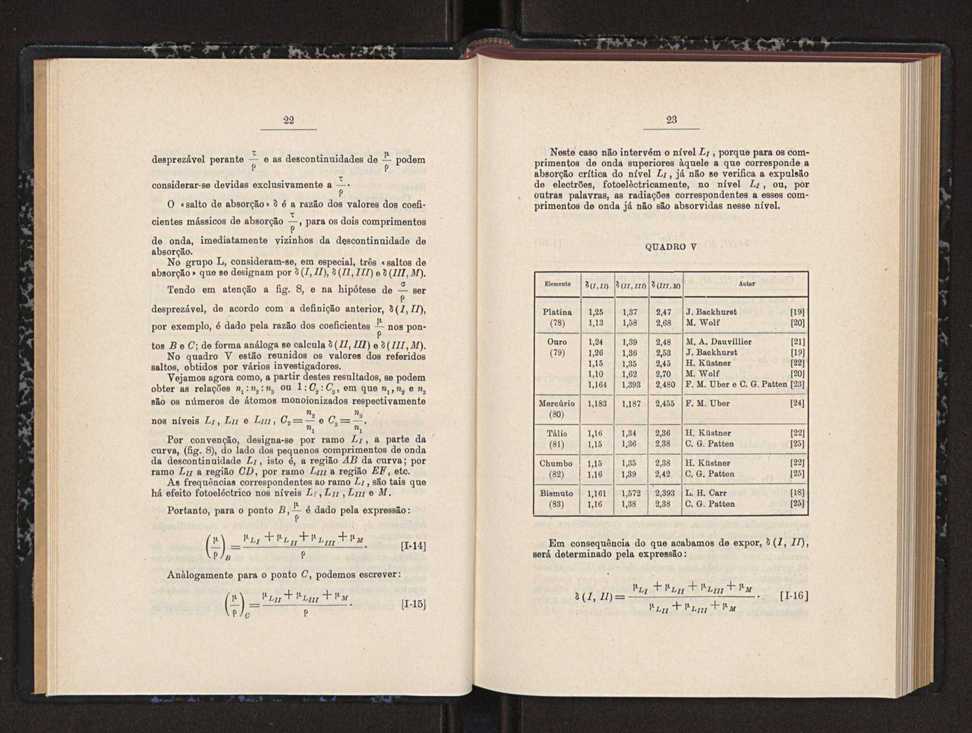 22
desprezável perante τ/ρ e as descontinuidades de μ/ρ podem
considerar-se devidas exclusivamente a τ/ρ.
O «salto de absorção» δ é a razão dos valores dos coefi-
cientes mássicos de absorção τ/ρ, para os dois comprimentos
de onda, imediatamente vizinhos da descontinuidade de
absorção.
No grupo L, consideram-se, em especial, três «saltos de
absorção» que se designam por δ (I, II), δ (II, III) e δ (III, M).
Tendo em atenção a fig. 8, e na hipótese de σ/ρ ser
desprezável, de acordo com a definição anterior, δ (I, II),
por exemplo, é dado pela razão dos coeficientes μ/ρ nos pon-
tos B e C; de forma análoga se calcula δ (II, III) e δ (III, M).
No quadro V estão reunidos os valores dos referidos
saltos, obtidos por vários investigadores.
Vejamos agora como, a partir destes resultados, se podem
obter as relações n₁ : n₂ : n₃ ou 1 : C₂ : C₃, em que n₁, n₂ e n₃
são os números de átomos monoionizados respectivamente
nos níveis L_I, L_II e L_III, C₂ = n₂/n₁ e C₃ = n₃/n₁.
Por convenção, designa-se por ramo L_I, a parte da
curva, (fig. 8), do lado dos pequenos comprimentos de onda
da descontinuidade L_I, isto é, a região AB da curva; por
ramo L_II a região CD, por ramo L_III a região EF, etc.
As frequências correspondentes ao ramo L_I, são tais que
há efeito fotoeléctrico nos níveis L_I, L_II, L_III e M.
Portanto, para o ponto B, μ/ρ é dado pela expressão:
(μ/ρ)_B = (μ_LI + μ_LII + μ_LIII + μ_M)/ρ. [I-14]
Anàlogamente para o ponto C, podemos escrever:
(μ/ρ)_C = (μ_LII + μ_LIII + μ_M)/ρ. [I-15]
23
Neste caso não intervém o nível L_I, porque para os com-
primentos de onda superiores àquele a que corresponde a
absorção crítica do nível L_I, já não se verifica a expulsão
de electrões, fotoelèctricamente, no nível L_I, ou, por
outras palavras, as radiações correspondentes a esses com-
primentos de onda já não são absorvidas nesse nível.
QUADRO V
Elemento δ(I, II) δ(II, III) δ(III, M) Autor
Platina 1,25 1,37 2,47 J. Backhurst [19]
(78) 1,13 1,58 2,68 M. Wolf [20]
Ouro 1,24 1,39 2,48 M. A. Dauvillier [21]
(79) 1,26 1,36 2,53 J. Backhurst [19]
1,15 1,35 2,45 H. Küstner [22]
1,10 1,62 2,70 M. Wolf [20]
1,164 1,393 2,480 F. M. Uber e C. G. Patten [23]
Mercúrio 1,183 1,187 2,455 F. M. Uber [24]
(80)
Tálio 1,16 1,34 2,36 H. Küstner [22]
(81) 1,15 1,36 2,38 C. G. Patten [25]
Chumbo 1,15 1,35 2,38 H. Küstner [22]
(82) 1,16 1,39 2,42 C. G. Patten [25]
Bismuto 1,161 1,572 2,393 L. H. Carr [18]
(83) 1,16 1,38 2,38 C. G. Patten [25]
Em consequência do que acabamos de expor, δ (I, II),
será determinado pela expressão:
δ (I, II) = (μ_LI + μ_LII + μ_LIII + μ_M)/(μ_LII + μ_LIII + μ_M). [I-16]